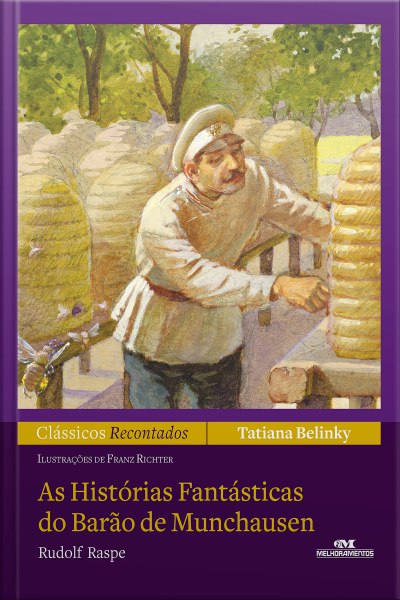 Clássicos Recontados
Tatiana Belinky
Ilustrações de Franz Richter
As Histórias Fantásticas
do Barão de Munchausen
Rudolf Raspe
M
MELHORAMENTOS